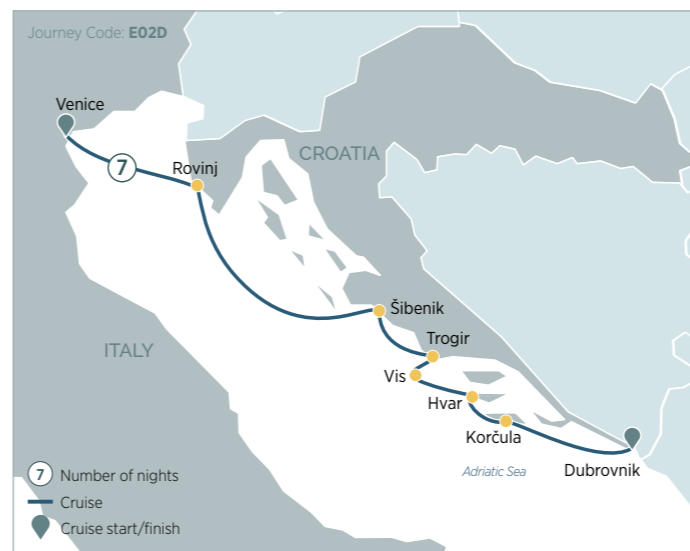 Journey Code: E02D
Venice
7
Rovinj
CROATIA
Šibenik
ITALY
Trogir
Vis
Hvar
Korčula
Adriatic Sea
Dubrovnik
7 Number of nights
Cruise
Cruise start/finish